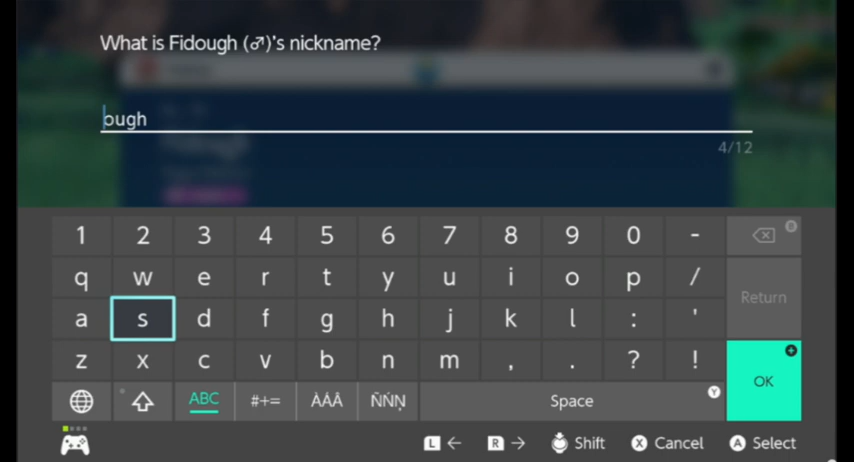 What is Fidough (♂)'s nickname?
ough
4/12
1 2 3 4 5 6 7 8 9 0 -
q w e r t y u i o p /
Return
a s d f g h j k l : '
z x c v b n m , . ? !
OK
ABC #+= ÀÁÂ ÑŃŅ Space Y
L ← R → Shift X Cancel A Select